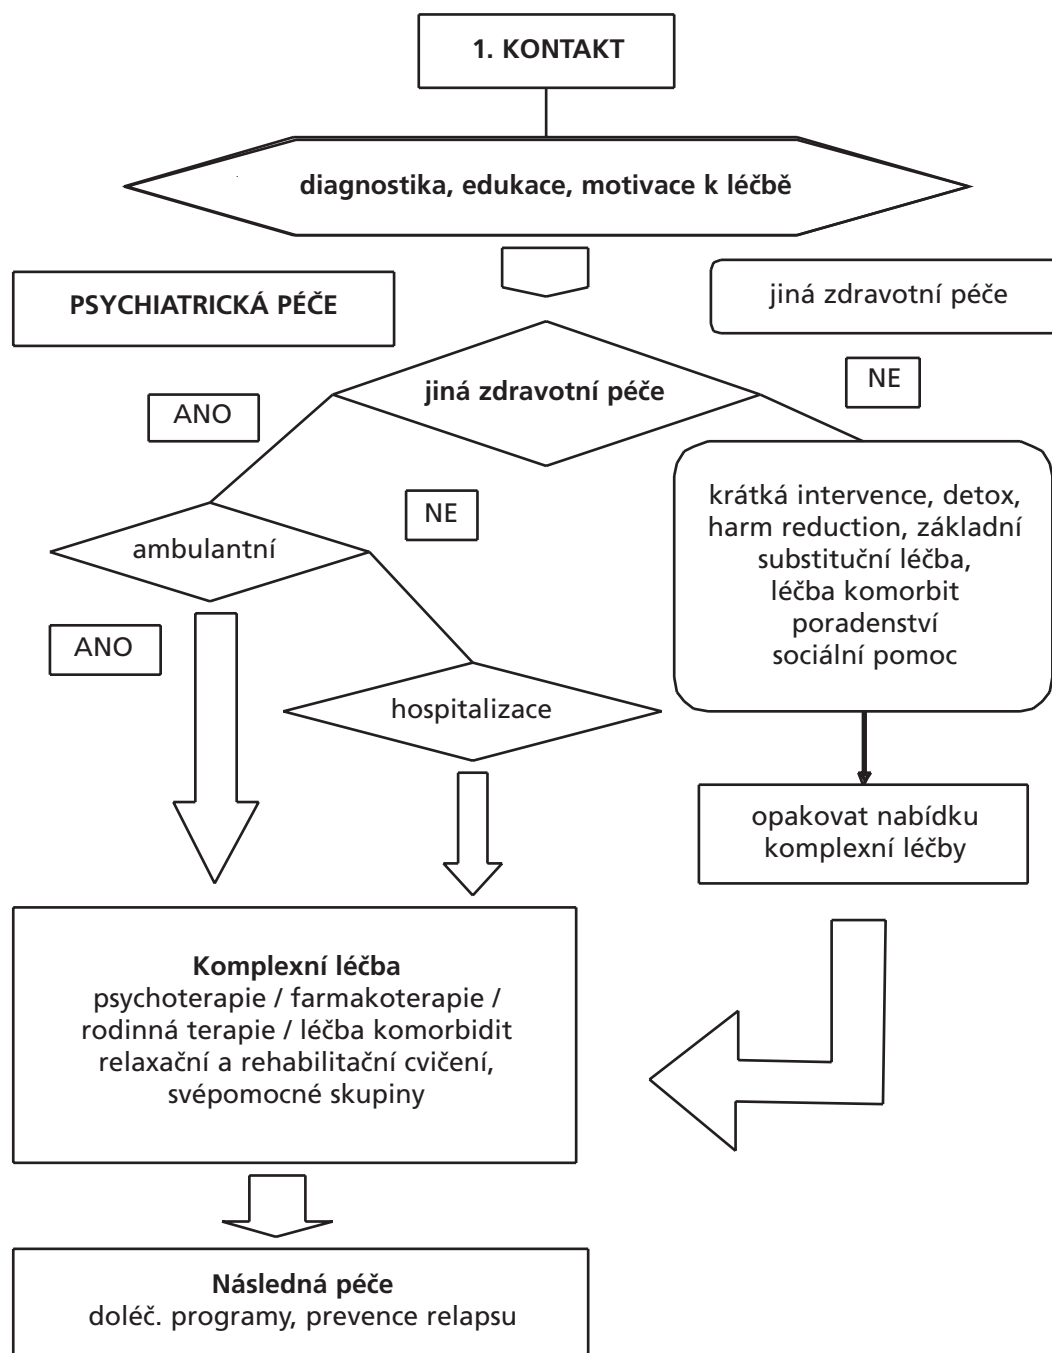 1. KONTAKT
diagnostika, edukace, motivace k léčbě
PSYCHIATRICKÁ PÉČE
jiná zdravotní péče
jiná zdravotní péče
NE
ANO
NE
ambulantní
ANO
krátká intervence, detox,
harm reduction, základní
substituční léčba,
léčba komorbit
poradenství
sociální pomoc
hospitalizace
opakovat nabídku
komplexní léčby
Komplexní léčba
psychoterapie / farmakoterapie /
rodinná terapie / léčba komorbidit
relaxační a rehabilitační cvičení,
svépomocné skupiny
Následná péče
doléč. programy, prevence relapsu